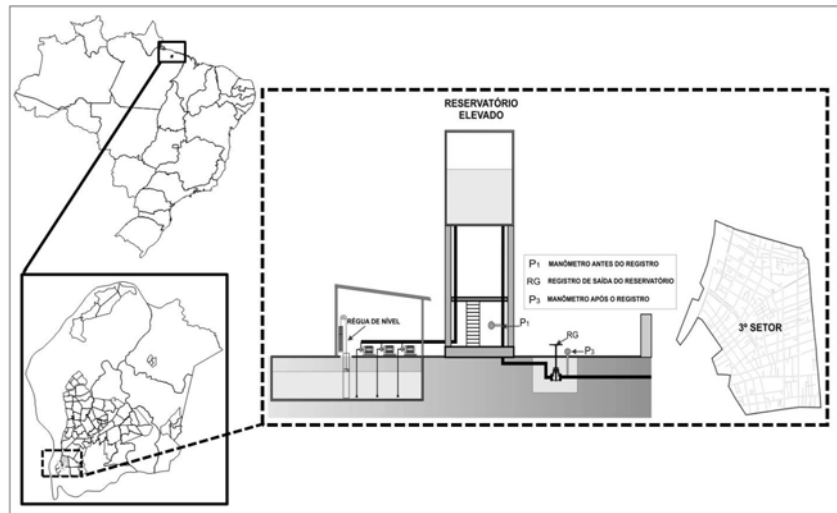 RESERVATÓRIO
ELEVADO
P1 MANÔMETRO ANTES DO REGISTRO
RG REGISTRO DE SAÍDA DO RESERVATÓRIO
P3 MANÔMETRO APÓS O REGISTRO
RÉGUA DE NÍVEL
P1
RG
P3
3º SETOR